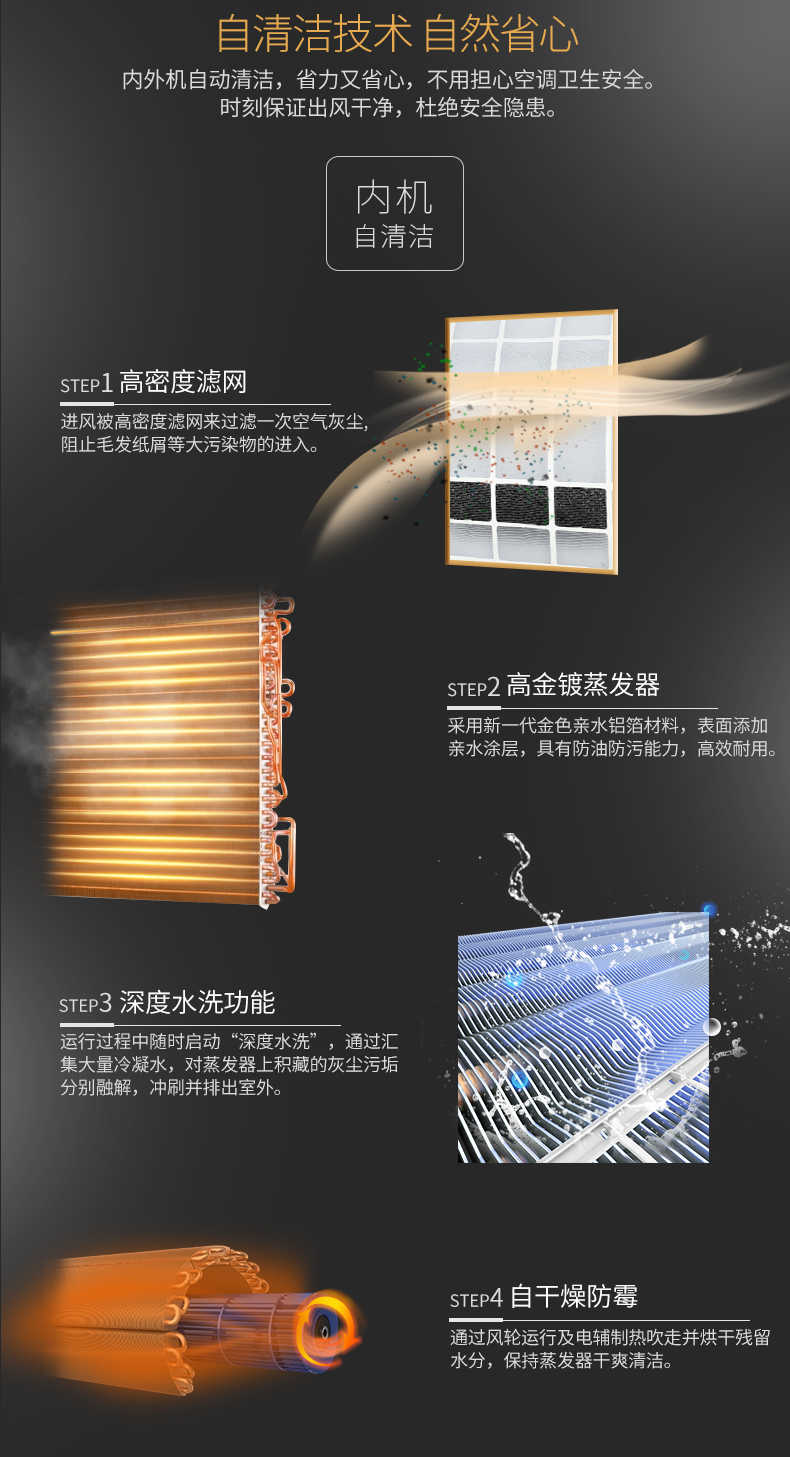 自清洁技术 自然省心
内外机自动清洁，省力又省心，不用担心空调卫生安全。
时刻保证出风干净，杜绝安全隐患。
内机
自清洁
STEP1 高密度滤网
进风被高密度滤网来过滤一次空气灰尘,
阻止毛发纸屑等大污染物的进入。
STEP2 高金镀蒸发器
采用新一代金色亲水铝箔材料，表面添加
亲水涂层，具有防油防污能力，高效耐用。
STEP3 深度水洗功能
运行过程中随时启动“深度水洗”，通过汇
集大量冷凝水，对蒸发器上积藏的灰尘污垢
分别融解，冲刷并排出室外。
STEP4 自干燥防霉
通过风轮运行及电辅制热吹走并烘干残留
水分，保持蒸发器干爽清洁。